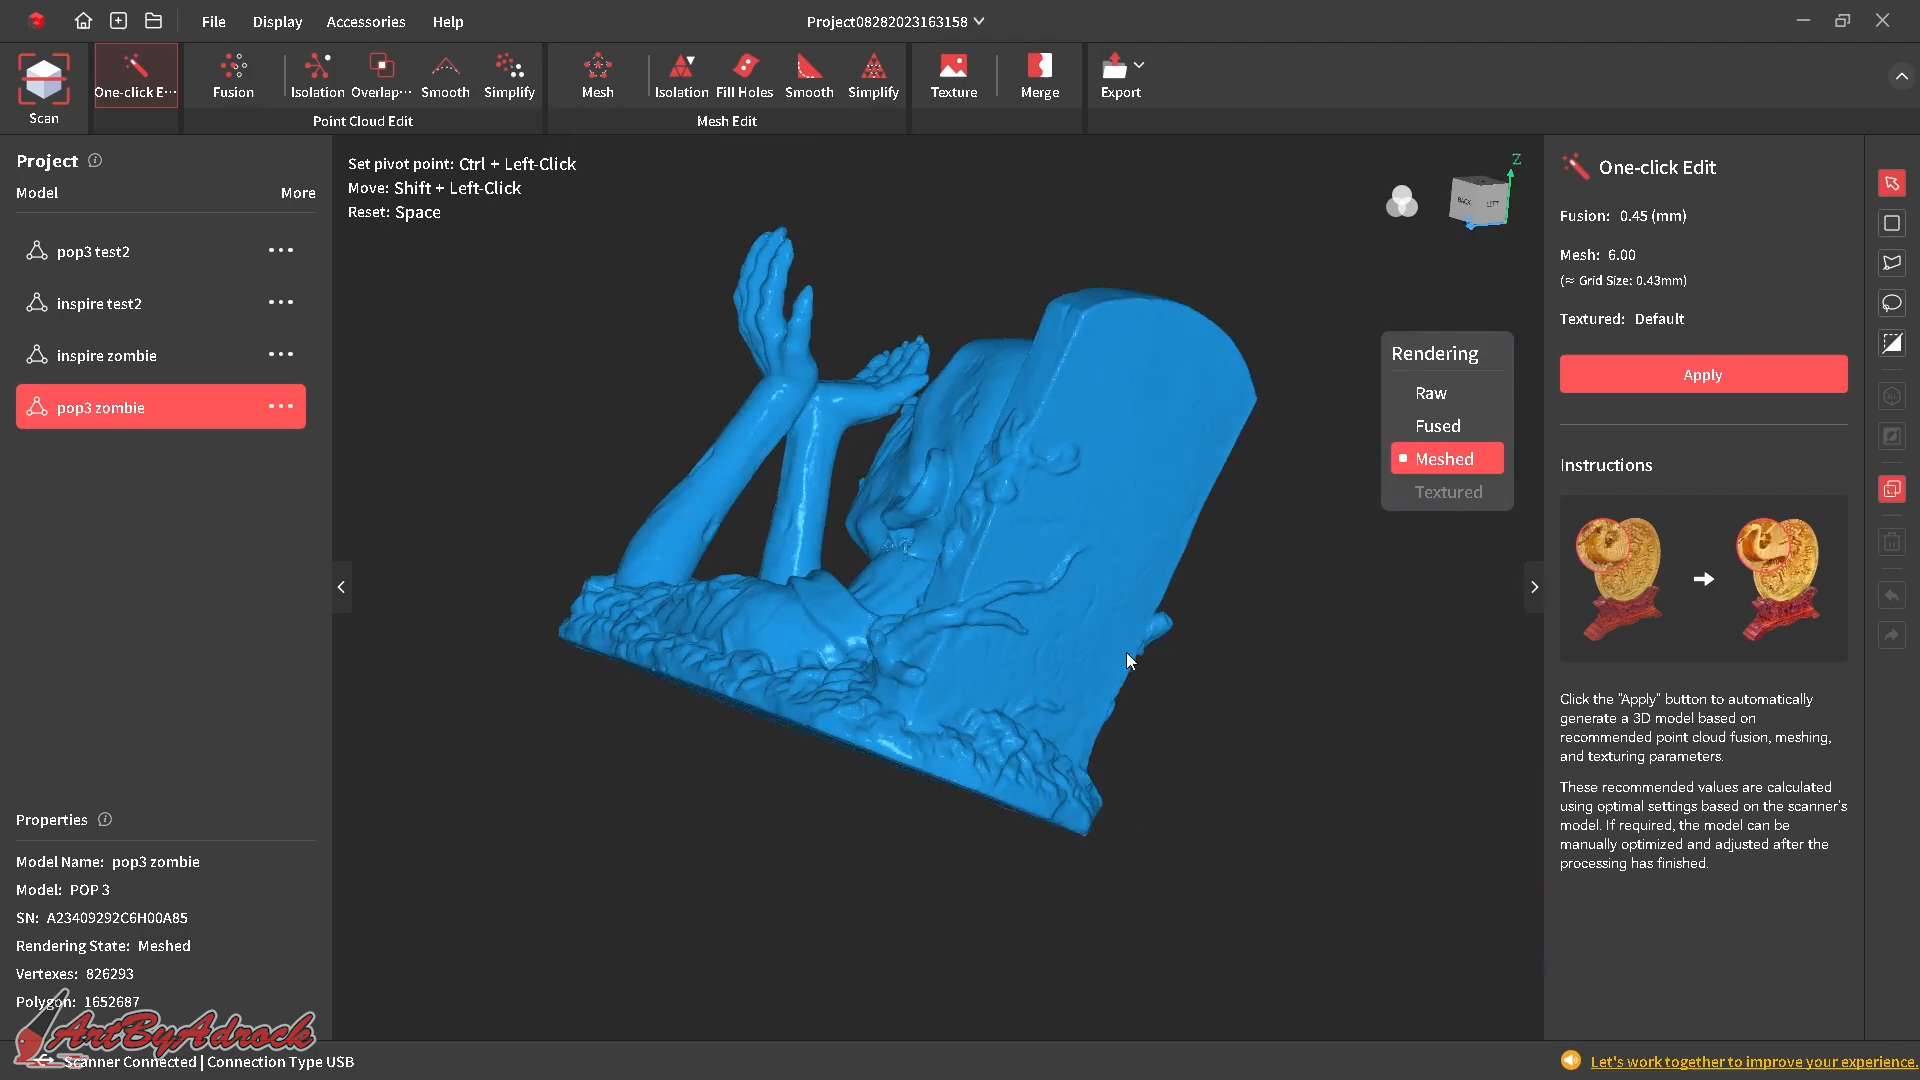 File Display Accessories Help
Project08282023163158
Scan
One-click E···
Fusion
Isolation
Overlap···
Smooth
Simplify
Point Cloud Edit
Mesh
Isolation
Fill Holes
Smooth
Simplify
Mesh Edit
Texture
Merge
Export
Project
Model More
pop3 test2
inspire test2
inspire zombie
pop3 zombie
Properties
Model Name: pop3 zombie
Model: POP 3
SN: A23409292C6H00A85
Rendering State: Meshed
Vertexes: 826293
Polygon: 1652687
ArtByAdrock
Scanner Connected | Connection Type USB
Set pivot point: Ctrl + Left-Click
Move: Shift + Left-Click
Reset: Space
Z
BACK LEFT
Rendering
Raw
Fused
Meshed
Textured
One-click Edit
Fusion: 0.45 (mm)
Mesh: 6.00
(≈ Grid Size: 0.43mm)
Textured: Default
Apply
Instructions
Click the "Apply" button to automatically
generate a 3D model based on
recommended point cloud fusion, meshing,
and texturing parameters.
These recommended values are calculated
using optimal settings based on the scanner's
model. If required, the model can be
manually optimized and adjusted after the
processing has finished.
Let's work together to improve your experience.